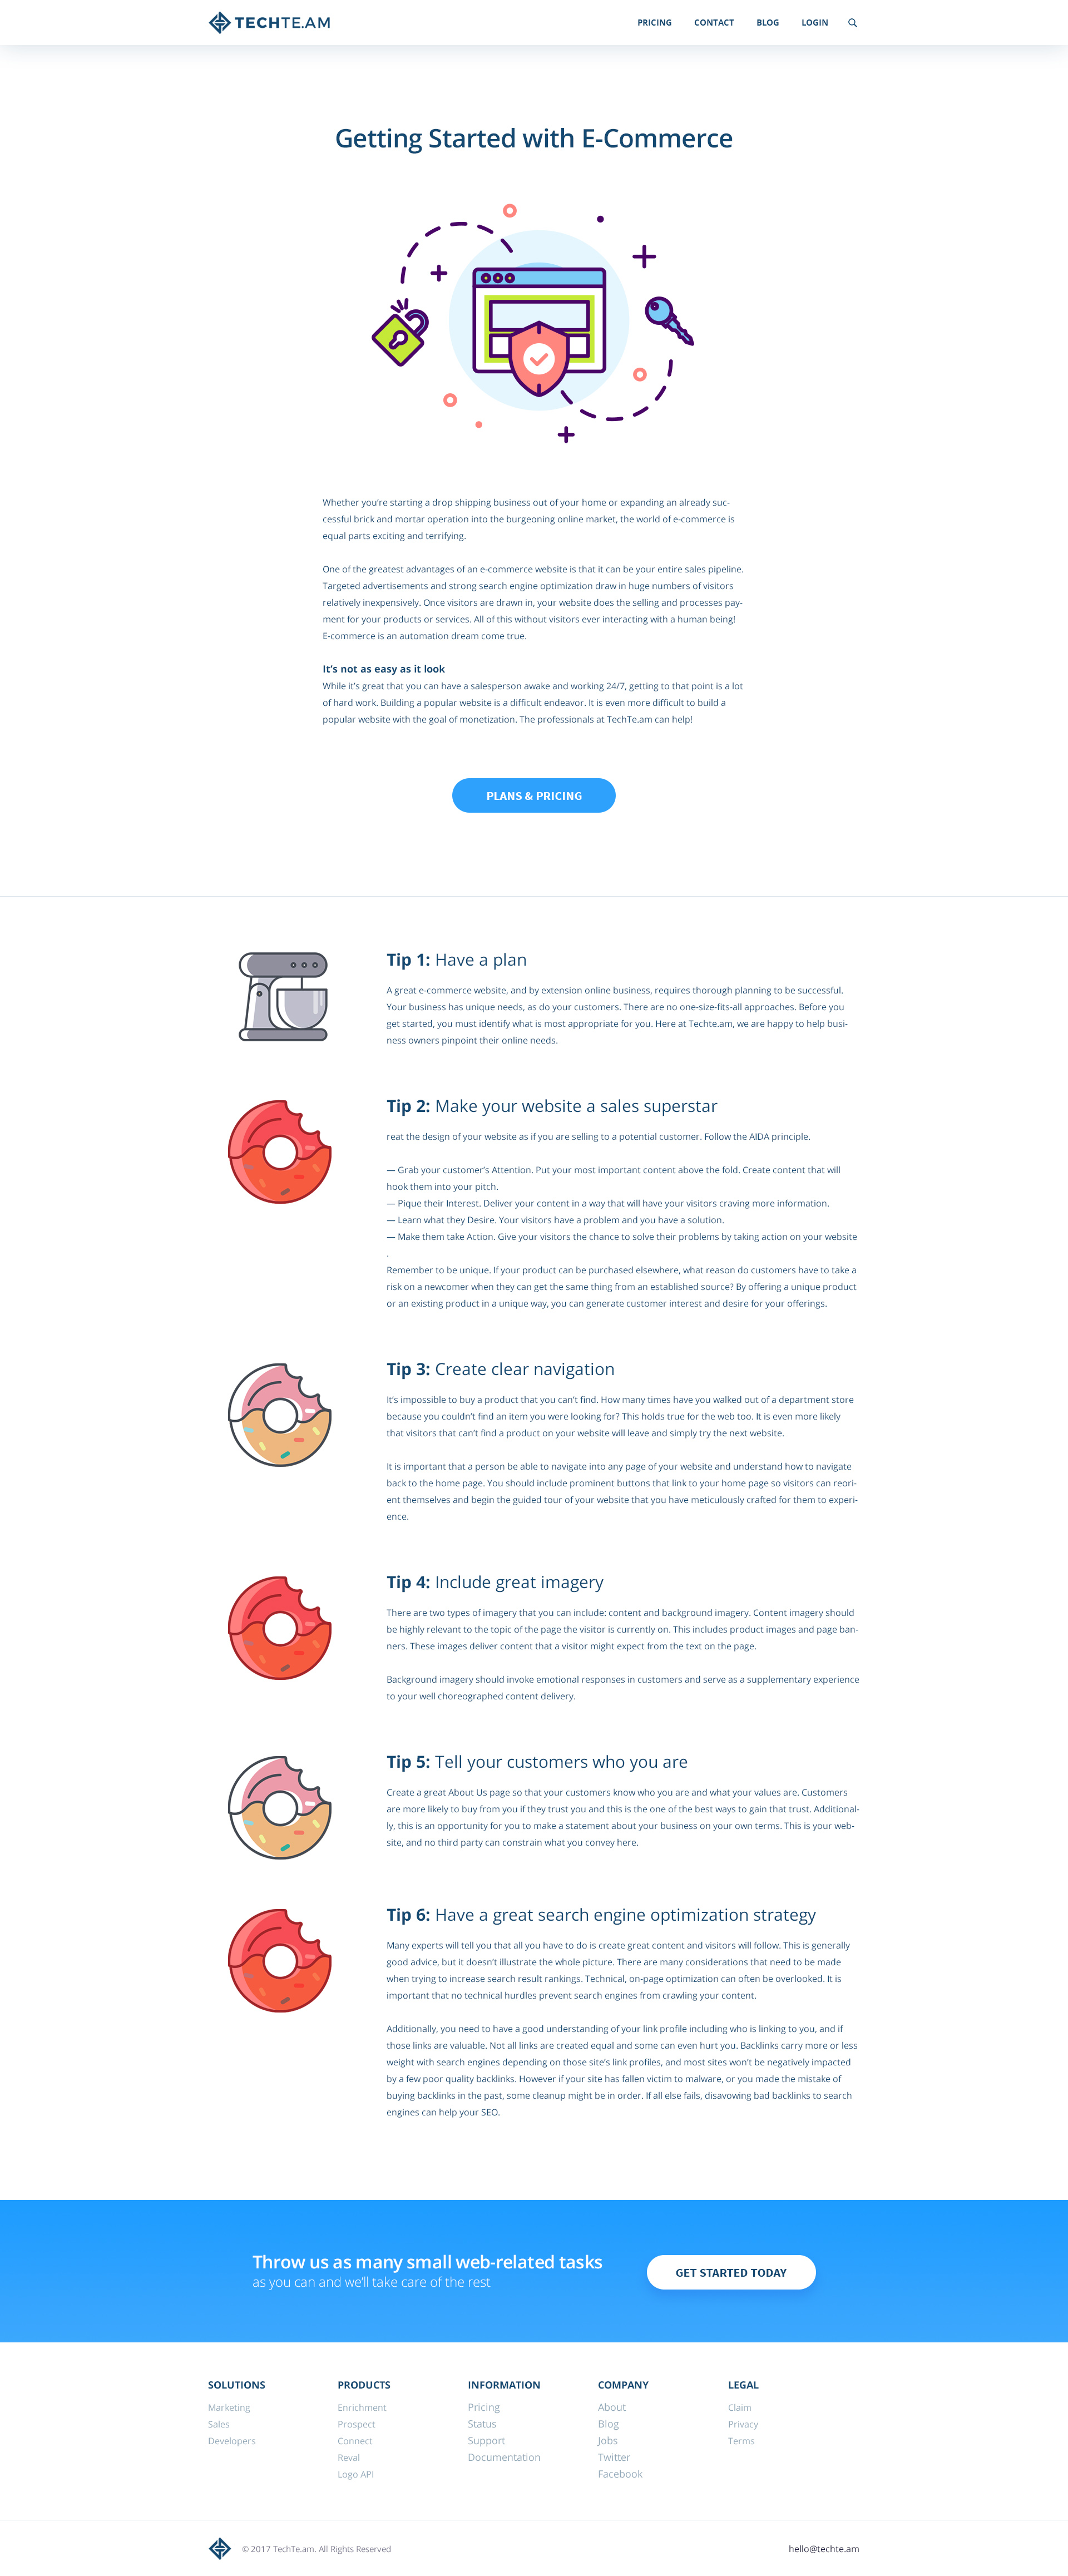 TECHTE.AM
PRICING CONTACT BLOG LOGIN
Getting Started with E-Commerce
Whether you’re starting a drop shipping business out of your home or expanding an already suc-
cessful brick and mortar operation into the burgeoning online market, the world of e-commerce is
equal parts exciting and terrifying.
One of the greatest advantages of an e-commerce website is that it can be your entire sales pipeline.
Targeted advertisements and strong search engine optimization draw in huge numbers of visitors
relatively inexpensively. Once visitors are drawn in, your website does the selling and processes pay-
ment for your products or services. All of this without visitors ever interacting with a human being!
E-commerce is an automation dream come true.
It’s not as easy as it look
While it’s great that you can have a salesperson awake and working 24/7, getting to that point is a lot
of hard work. Building a popular website is a difficult endeavor. It is even more difficult to build a
popular website with the goal of monetization. The professionals at TechTe.am can help!
PLANS & PRICING
Tip 1: Have a plan
A great e-commerce website, and by extension online business, requires thorough planning to be successful.
Your business has unique needs, as do your customers. There are no one-size-fits-all approaches. Before you
get started, you must identify what is most appropriate for you. Here at Techte.am, we are happy to help busi-
ness owners pinpoint their online needs.
Tip 2: Make your website a sales superstar
reat the design of your website as if you are selling to a potential customer. Follow the AIDA principle.
— Grab your customer’s Attention. Put your most important content above the fold. Create content that will
hook them into your pitch.
— Pique their Interest. Deliver your content in a way that will have your visitors craving more information.
— Learn what they Desire. Your visitors have a problem and you have a solution.
— Make them take Action. Give your visitors the chance to solve their problems by taking action on your website
.
Remember to be unique. If your product can be purchased elsewhere, what reason do customers have to take a
risk on a newcomer when they can get the same thing from an established source? By offering a unique product
or an existing product in a unique way, you can generate customer interest and desire for your offerings.
Tip 3: Create clear navigation
It’s impossible to buy a product that you can’t find. How many times have you walked out of a department store
because you couldn’t find an item you were looking for? This holds true for the web too. It is even more likely
that visitors that can’t find a product on your website will leave and simply try the next website.
It is important that a person be able to navigate into any page of your website and understand how to navigate
back to the home page. You should include prominent buttons that link to your home page so visitors can reori-
ent themselves and begin the guided tour of your website that you have meticulously crafted for them to experi-
ence.
Tip 4: Include great imagery
There are two types of imagery that you can include: content and background imagery. Content imagery should
be highly relevant to the topic of the page the visitor is currently on. This includes product images and page ban-
ners. These images deliver content that a visitor might expect from the text on the page.
Background imagery should invoke emotional responses in customers and serve as a supplementary experience
to your well choreographed content delivery.
Tip 5: Tell your customers who you are
Create a great About Us page so that your customers know who you are and what your values are. Customers
are more likely to buy from you if they trust you and this is the one of the best ways to gain that trust. Additional-
ly, this is an opportunity for you to make a statement about your business on your own terms. This is your web-
site, and no third party can constrain what you convey here.
Tip 6: Have a great search engine optimization strategy
Many experts will tell you that all you have to do is create great content and visitors will follow. This is generally
good advice, but it doesn’t illustrate the whole picture. There are many considerations that need to be made
when trying to increase search result rankings. Technical, on-page optimization can often be overlooked. It is
important that no technical hurdles prevent search engines from crawling your content.
Additionally, you need to have a good understanding of your link profile including who is linking to you, and if
those links are valuable. Not all links are created equal and some can even hurt you. Backlinks carry more or less
weight with search engines depending on those site’s link profiles, and most sites won’t be negatively impacted
by a few poor quality backlinks. However if your site has fallen victim to malware, or you made the mistake of
buying backlinks in the past, some cleanup might be in order. If all else fails, disavowing bad backlinks to search
engines can help your SEO.
Throw us as many small web-related tasks
as you can and we’ll take care of the rest
GET STARTED TODAY
SOLUTIONS
Marketing
Sales
Developers
PRODUCTS
Enrichment
Prospect
Connect
Reval
Logo API
INFORMATION
Pricing
Status
Support
Documentation
COMPANY
About
Blog
Jobs
Twitter
Facebook
LEGAL
Claim
Privacy
Terms
© 2017 TechTe.am. All Rights Reserved
hello@techte.am